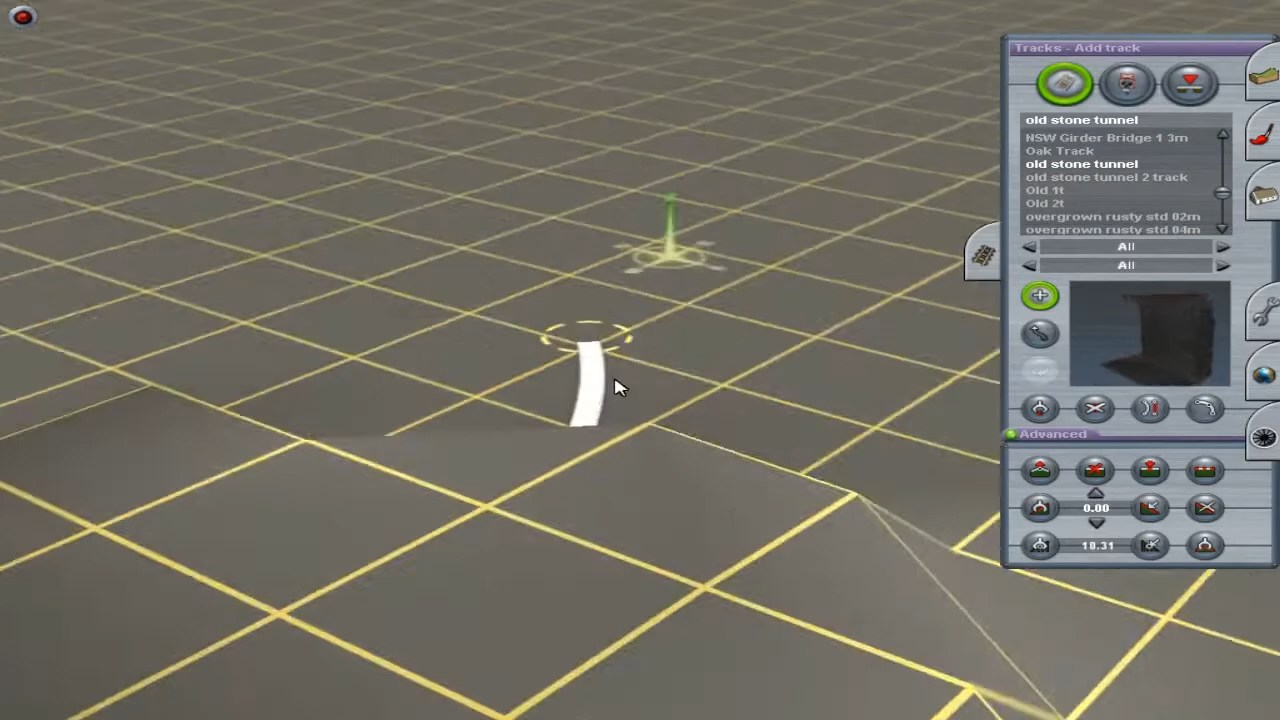 Tracks - Add track
old stone tunnel
NSW Girder Bridge 1 3m
Oak Track
old stone tunnel
old stone tunnel 2 track
Old 1t
Old 2t
overgrown rusty std 02m
overgrown rusty std 04m
All
All
Advanced
0.00
10.31